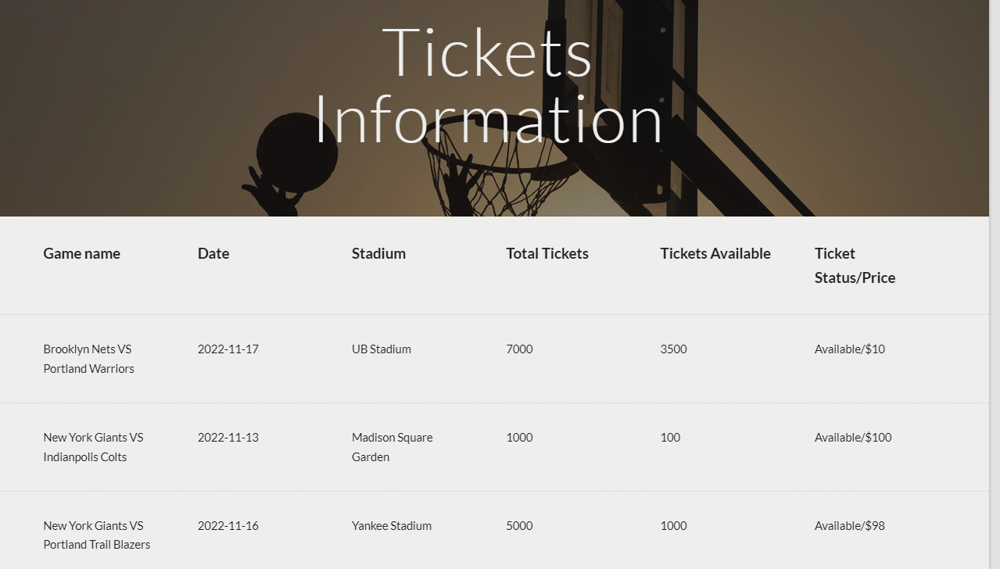 Tickets
Information
Game name Date Stadium Total Tickets Tickets Available Ticket
Status/Price
Brooklyn Nets VS 2022-11-17 UB Stadium 7000 3500 Available/$10
Portland Warriors
New York Giants VS 2022-11-13 Madison Square 1000 100 Available/$100
Indianpolis Colts Garden
New York Giants VS 2022-11-16 Yankee Stadium 5000 1000 Available/$98
Portland Trail Blazers